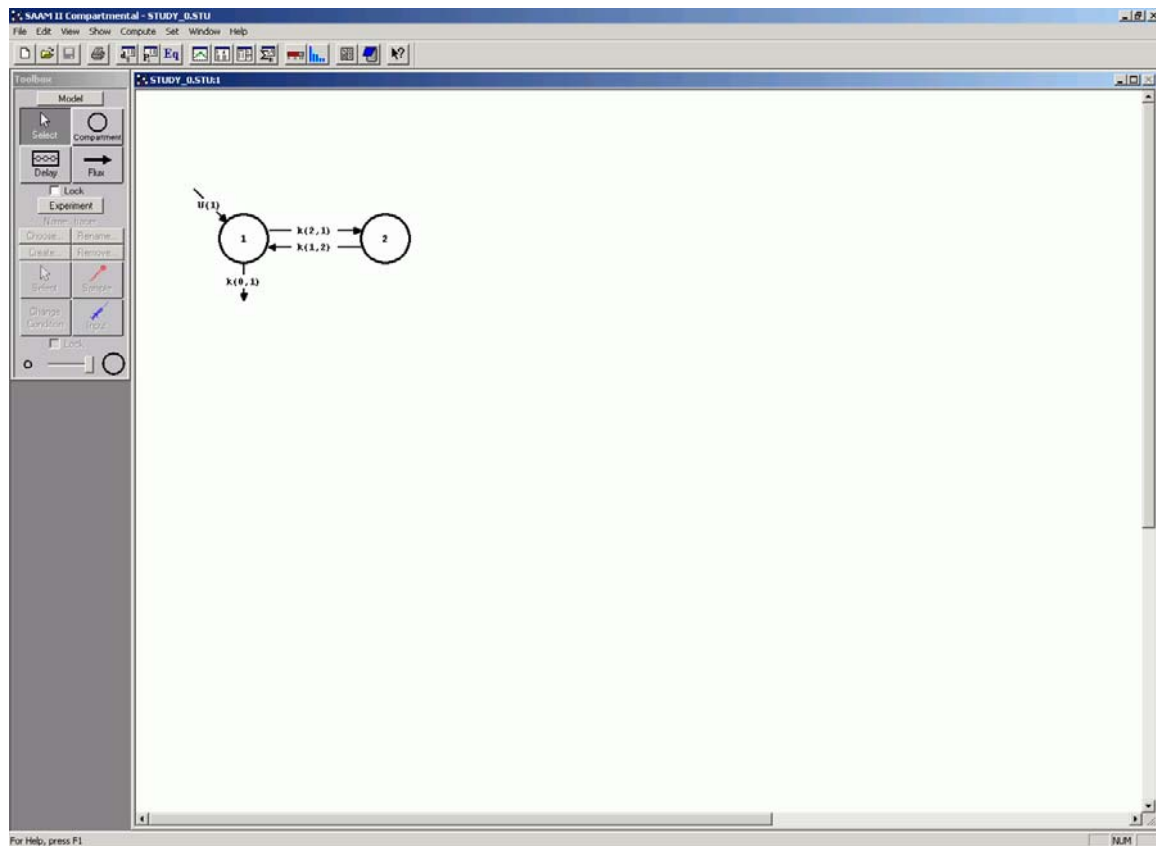 SAAM II Compartmental - STUDY_0.STU
File Edit View Show Compute Set Window Help
Eq
Toolbox
Model
Select Compartment
Delay Flux
Lock
Experiment
Choose... Rename...
Create... Remove...
Select Sample
Change Condition Input
Lock
STUDY_0.STU:1
U(1)
1
k(2,1)
k(1,2)
2
k(0,1)
For Help, press F1
NUM